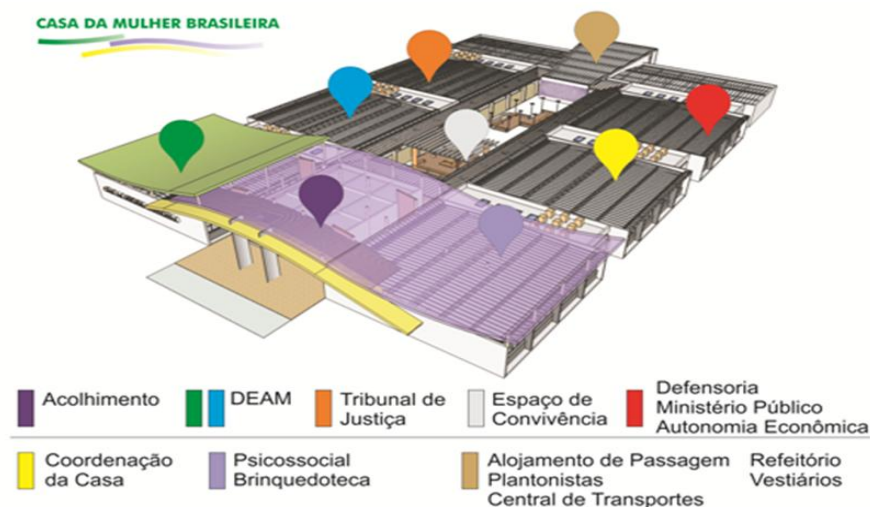 CASA DA MULHER BRASILEIRA
Acolhimento
DEAM
Tribunal de
Justiça
Espaço de
Convivência
Defensoria
Ministério Público
Autonomia Econômica
Coordenação
da Casa
Psicossocial
Brinquedoteca
Alojamento de Passagem
Plantonistas
Central de Transportes
Refeitório
Vestiários